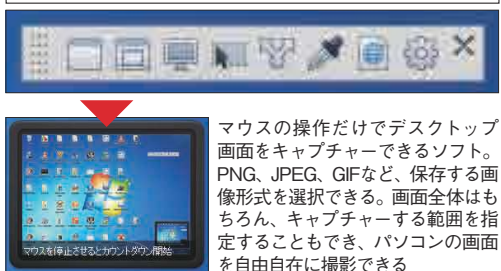 マウスを停止させるとカウントダウン開始
マウスの操作だけでデスクトップ
画面をキャプチャーできるソフト。
PNG、JPEG、GIFなど、保存する画
像形式を選択できる。画面全体はも
ちろん、キャプチャーする範囲を指
定することもでき、パソコンの画面
を自由自在に撮影できる